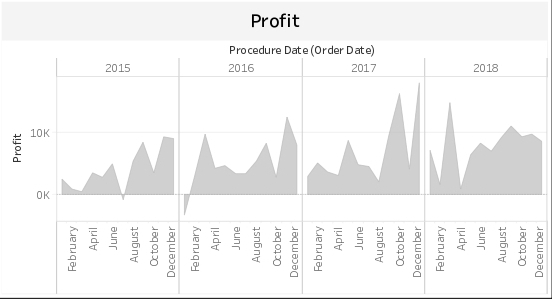 Profit
Procedure Date (Order Date)
2015 2016 2017 2018
Profit
10K
0K
February April June August October December February April June August October December February April June August October December February April June August October December